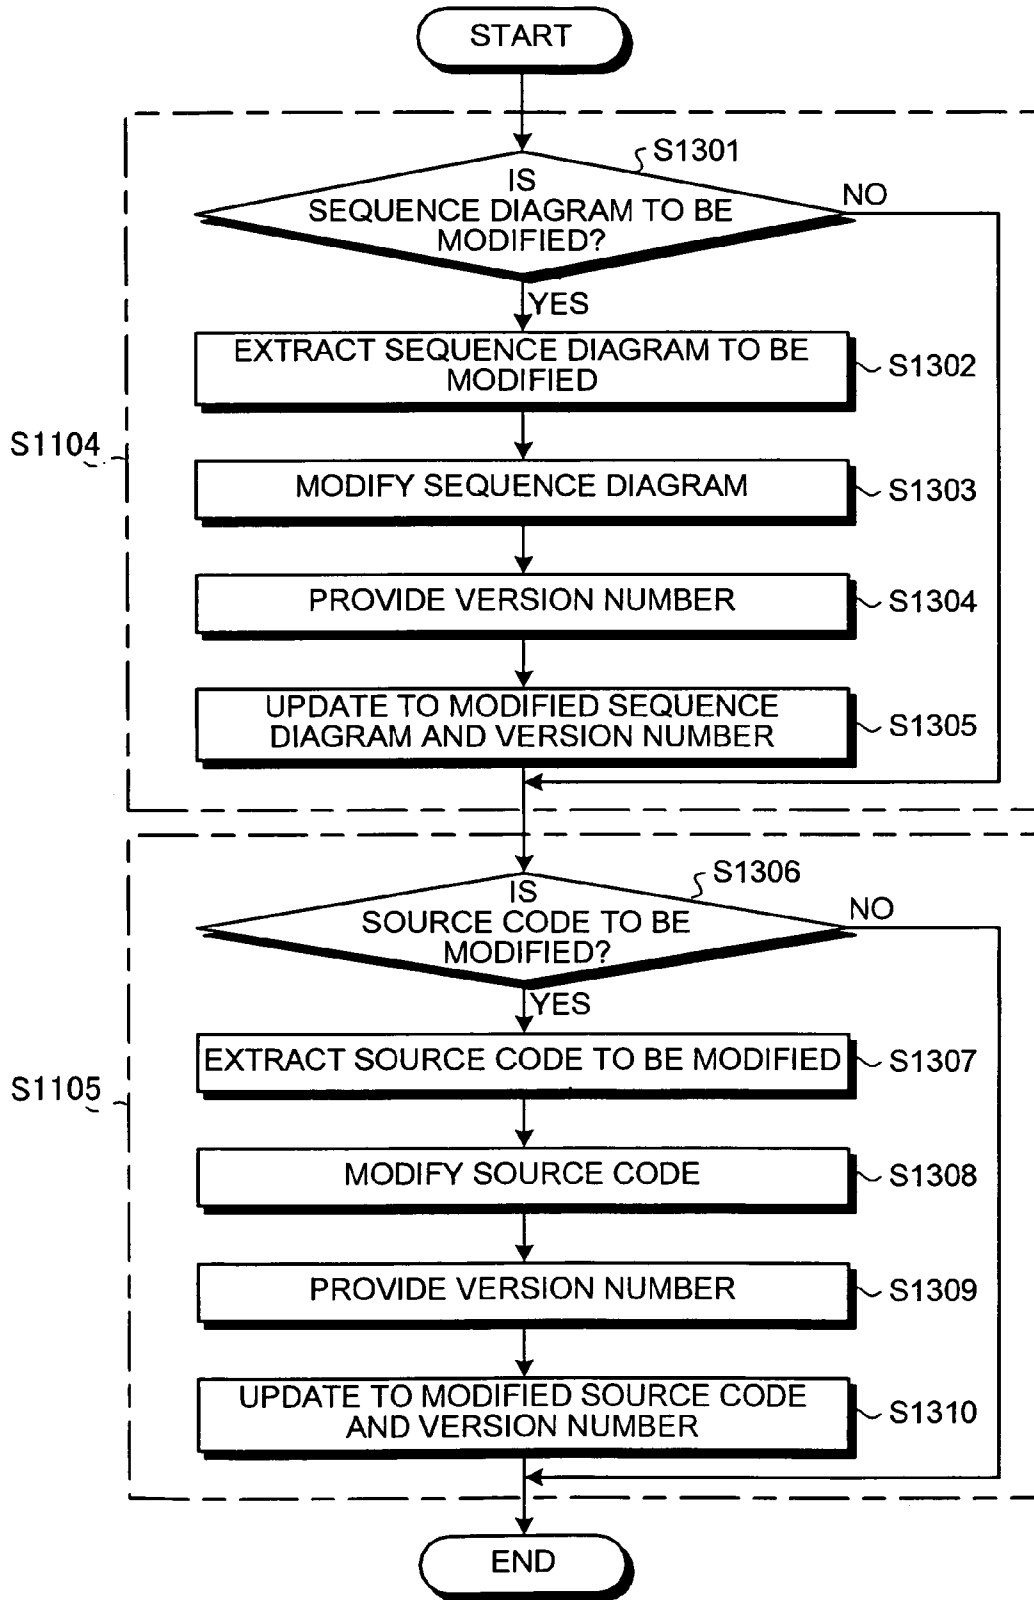 START
S1301
IS
SEQUENCE DIAGRAM TO BE
MODIFIED?
NO
YES
EXTRACT SEQUENCE DIAGRAM TO BE
MODIFIED
S1302
S1104
MODIFY SEQUENCE DIAGRAM
S1303
PROVIDE VERSION NUMBER
S1304
UPDATE TO MODIFIED SEQUENCE
DIAGRAM AND VERSION NUMBER
S1305
S1306
IS
SOURCE CODE TO BE
MODIFIED?
NO
YES
EXTRACT SOURCE CODE TO BE MODIFIED
S1307
S1105
MODIFY SOURCE CODE
S1308
PROVIDE VERSION NUMBER
S1309
UPDATE TO MODIFIED SOURCE CODE
AND VERSION NUMBER
S1310
END